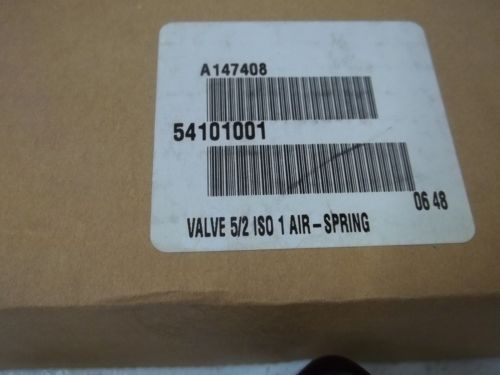 A147408
54101001
06 48
VALVE 5/2 ISO 1 AIR-SPRING